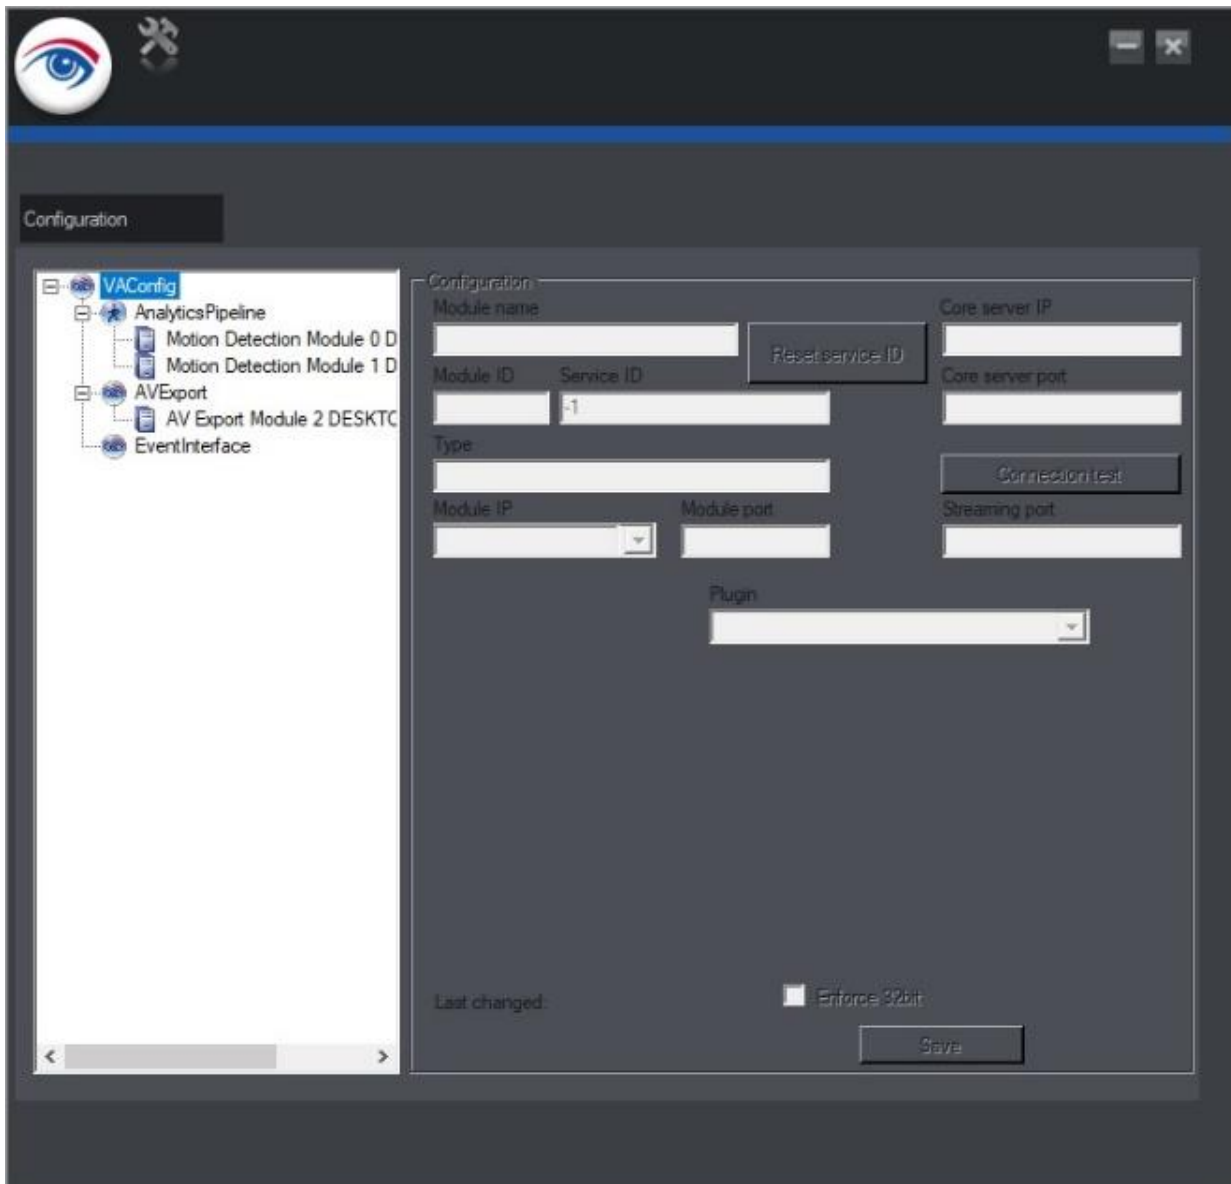 Configuration
VAConfig
AnalyticsPipeline
Motion Detection Module 0 D
Motion Detection Module 1 D
AVExport
AV Export Module 2 DESKTC
EventInterface
Configuration
Module name
Core server IP
Reset service ID
Module ID Service ID
Core server port
-1
Type
Connection test
Module IP Module port Streaming port
Plugin
Last changed:
Enforce 32bit
Save